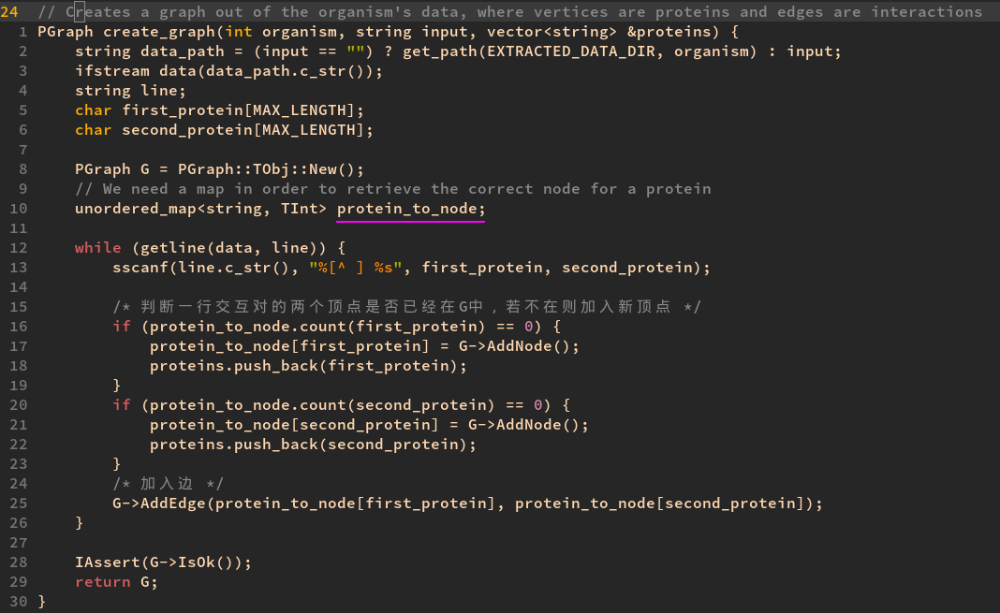 24 // Creates a graph out of the organism's data, where vertices are proteins and edges are interactions
1 PGraph create_graph(int organism, string input, vector<string> &proteins) {
2     string data_path = (input == "") ? get_path(EXTRACTED_DATA_DIR, organism) : input;
3     ifstream data(data_path.c_str());
4     string line;
5     char first_protein[MAX_LENGTH];
6     char second_protein[MAX_LENGTH];
7
8     PGraph G = PGraph::TObj::New();
9     // We need a map in order to retrieve the correct node for a protein
10     unordered_map<string, TInt> protein_to_node;
11
12     while (getline(data, line)) {
13         sscanf(line.c_str(), "%[^ ] %s", first_protein, second_protein);
14
15         /* 判断一行交互对的两个顶点是否已经在G中，若不在则加入新顶点 */
16         if (protein_to_node.count(first_protein) == 0) {
17             protein_to_node[first_protein] = G->AddNode();
18             proteins.push_back(first_protein);
19         }
20         if (protein_to_node.count(second_protein) == 0) {
21             protein_to_node[second_protein] = G->AddNode();
22             proteins.push_back(second_protein);
23         }
24         /* 加入边 */
25         G->AddEdge(protein_to_node[first_protein], protein_to_node[second_protein]);
26     }
27
28     IAssert(G->IsOk());
29     return G;
30 }